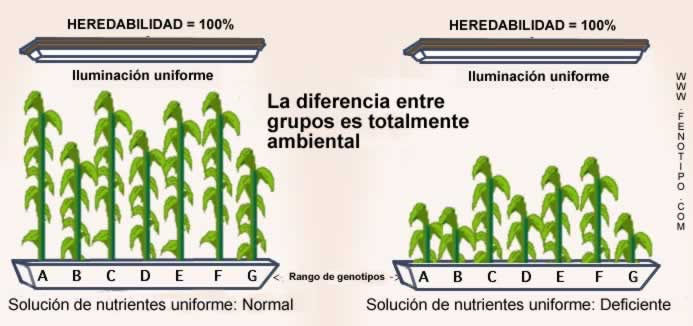 HEREDABILIDAD = 100%
Iluminación uniforme
A B C D E F G
Solución de nutrientes uniforme: Normal
La diferencia entre
grupos es totalmente
ambiental
<- Rango de genotipos ->
HEREDABILIDAD = 100%
Iluminación uniforme
A B C D E F G
Solución de nutrientes uniforme: Deficiente
WWW.FENOTIPO.COM